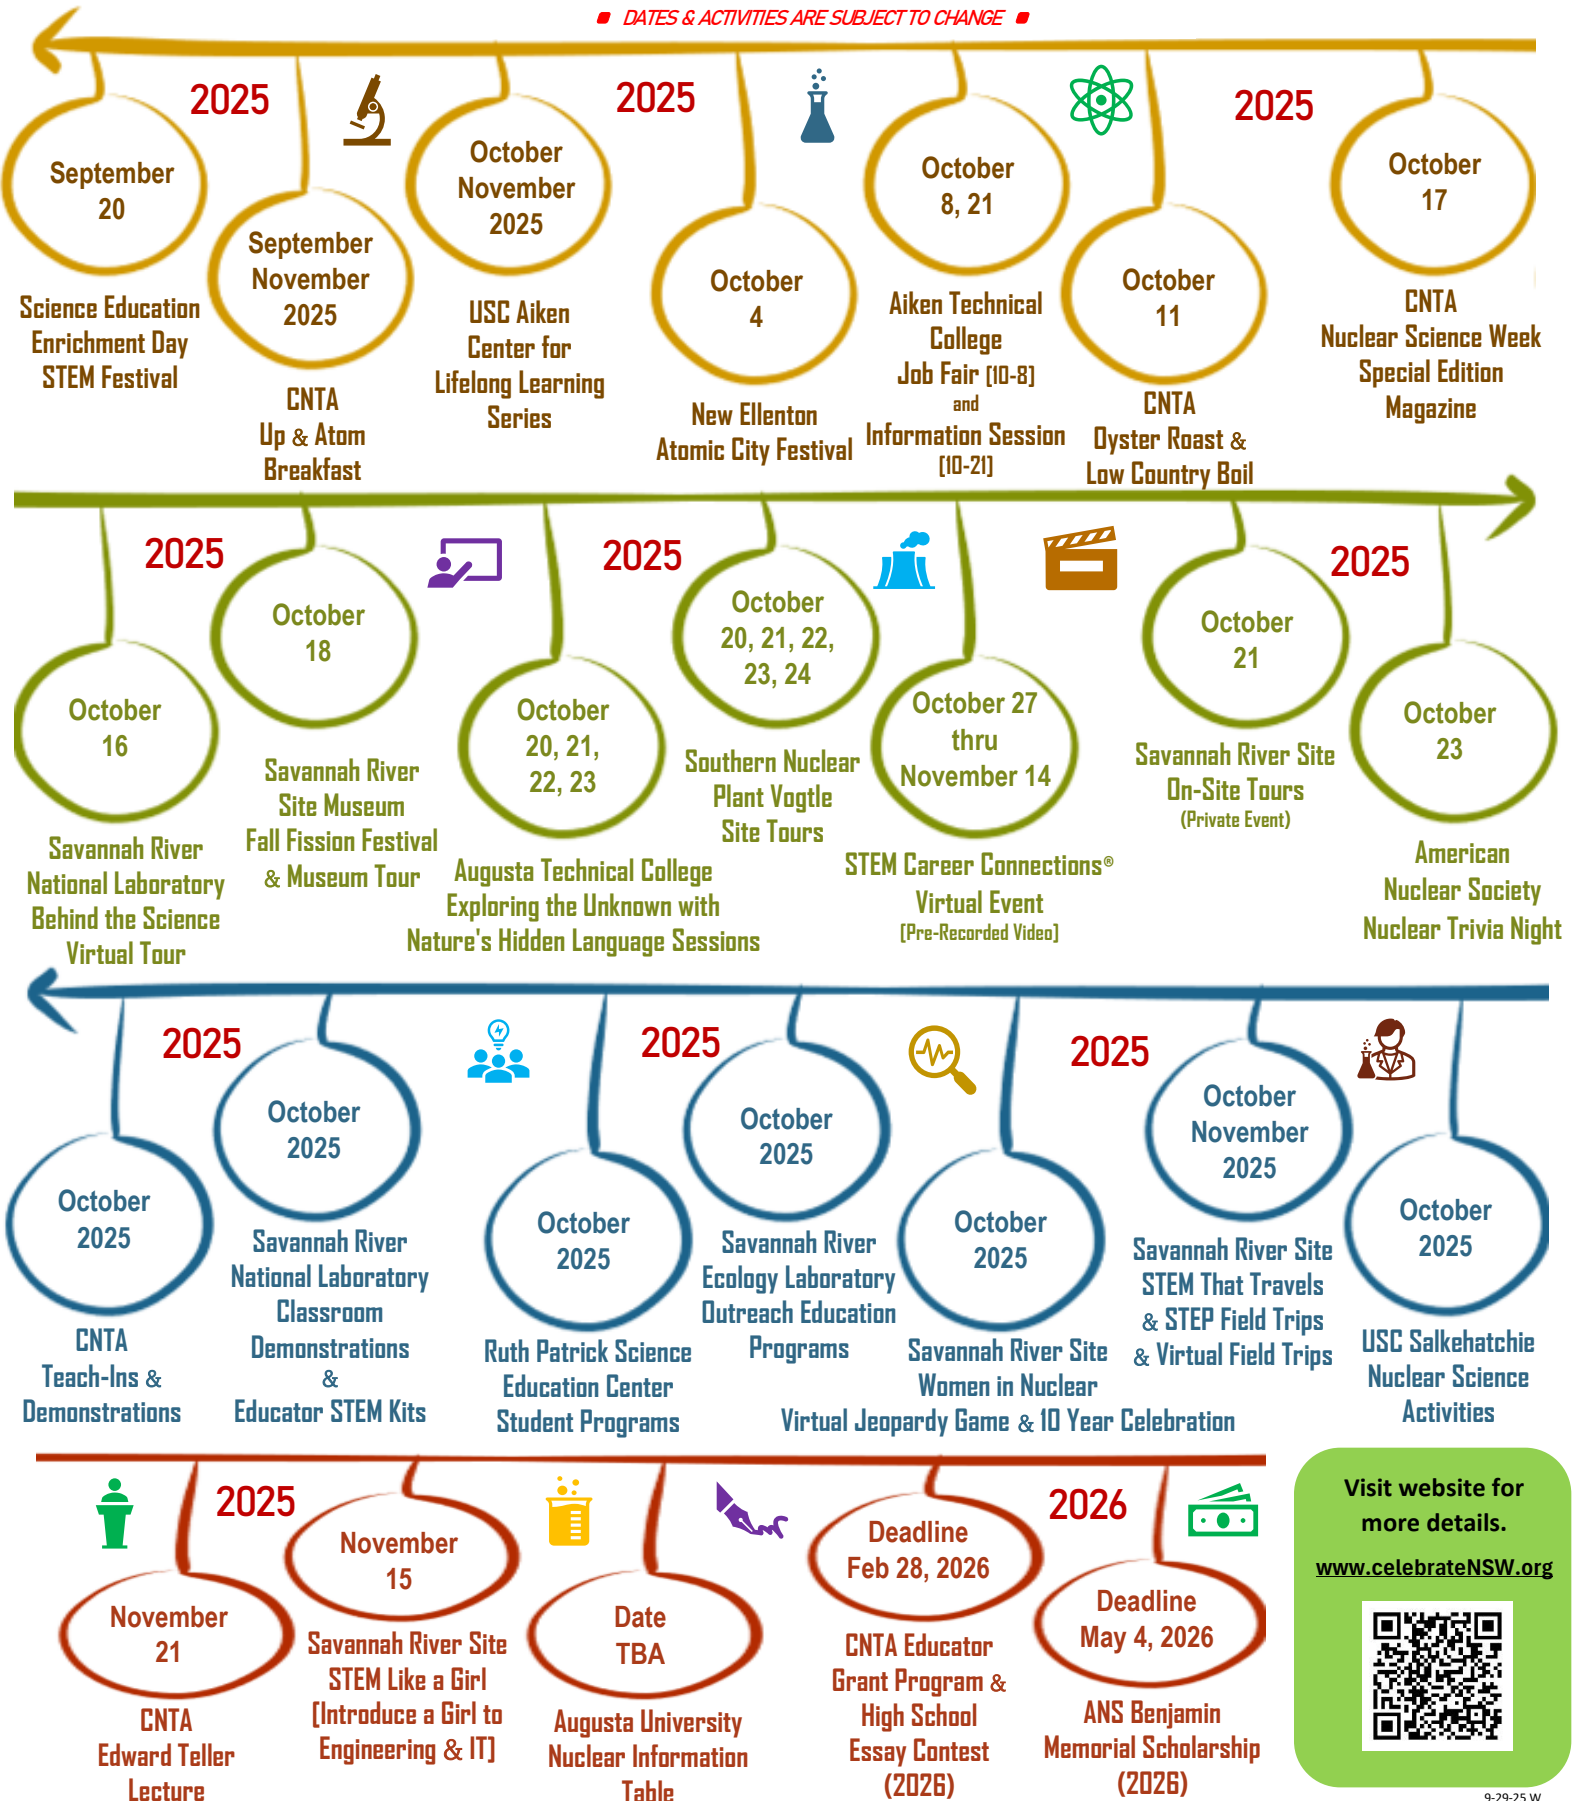 DATES & ACTIVITIES ARE SUBJECT TO CHANGE
2025
2025
2025
September
20
Science Education
Enrichment Day
STEM Festival
September
November
2025
CNTA
Up & Atom
Breakfast
October
November
2025
USC Aiken
Center for
Lifelong Learning
Series
October
4
New Ellenton
Atomic City Festival
October
8, 21
Aiken Technical
College
Job Fair [10-8]
and
Information Session
[10-21]
October
11
CNTA
Oyster Roast &
Low Country Boil
October
17
CNTA
Nuclear Science Week
Special Edition
Magazine
2025
2025
2025
October
16
Savannah River
National Laboratory
Behind the Science
Virtual Tour
October
18
Savannah River
Site Museum
Fall Fission Festival
& Museum Tour
October
20, 21,
22, 23
Augusta Technical College
Exploring the Unknown with
Nature's Hidden Language Sessions
October
20, 21, 22,
23, 24
Southern Nuclear
Plant Vogtle
Site Tours
October 27
thru
November 14
STEM Career Connections®
Virtual Event
[Pre-Recorded Video]
October
21
Savannah River Site
On-Site Tours
(Private Event)
October
23
American
Nuclear Society
Nuclear Trivia Night
2025
2025
2025
October
2025
CNTA
Teach-Ins &
Demonstrations
October
2025
Savannah River
National Laboratory
Classroom
Demonstrations
&
Educator STEM Kits
October
2025
Ruth Patrick Science
Education Center
Student Programs
October
2025
Savannah River
Ecology Laboratory
Outreach Education
Programs
October
2025
Savannah River Site
Women in Nuclear
Virtual Jeopardy Game & 10 Year Celebration
October
November
2025
Savannah River Site
STEM That Travels
& STEP Field Trips
& Virtual Field Trips
October
2025
USC Salkehatchie
Nuclear Science
Activities
2025
2026
November
21
CNTA
Edward Teller
Lecture
November
15
Savannah River Site
STEM Like a Girl
[Introduce a Girl to
Engineering & IT]
Date
TBA
Augusta University
Nuclear Information
Table
Deadline
Feb 28, 2026
CNTA Educator
Grant Program &
High School
Essay Contest
(2026)
Deadline
May 4, 2026
ANS Benjamin
Memorial Scholarship
(2026)
Visit website for
more details.
www.celebrateNSW.org
9-29-25 W